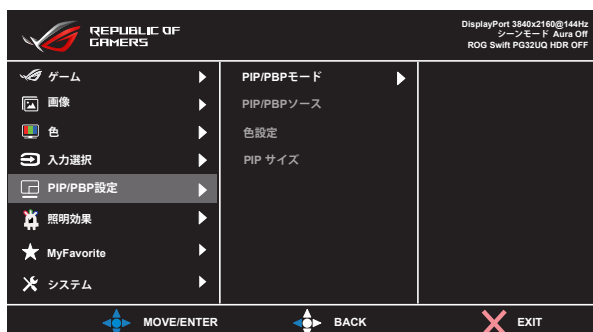 REPUBLIC OF
GAMERS
DisplayPort 3840x2160@144Hz
シーンモード Aura Off
ROG Swift PG32UQ HDR OFF
ゲーム
画像
色
入力選択
PIP/PBP設定
照明効果
MyFavorite
システム
PIP/PBPモード
PIP/PBPソース
色設定
PIP サイズ
MOVE/ENTER
BACK
EXIT